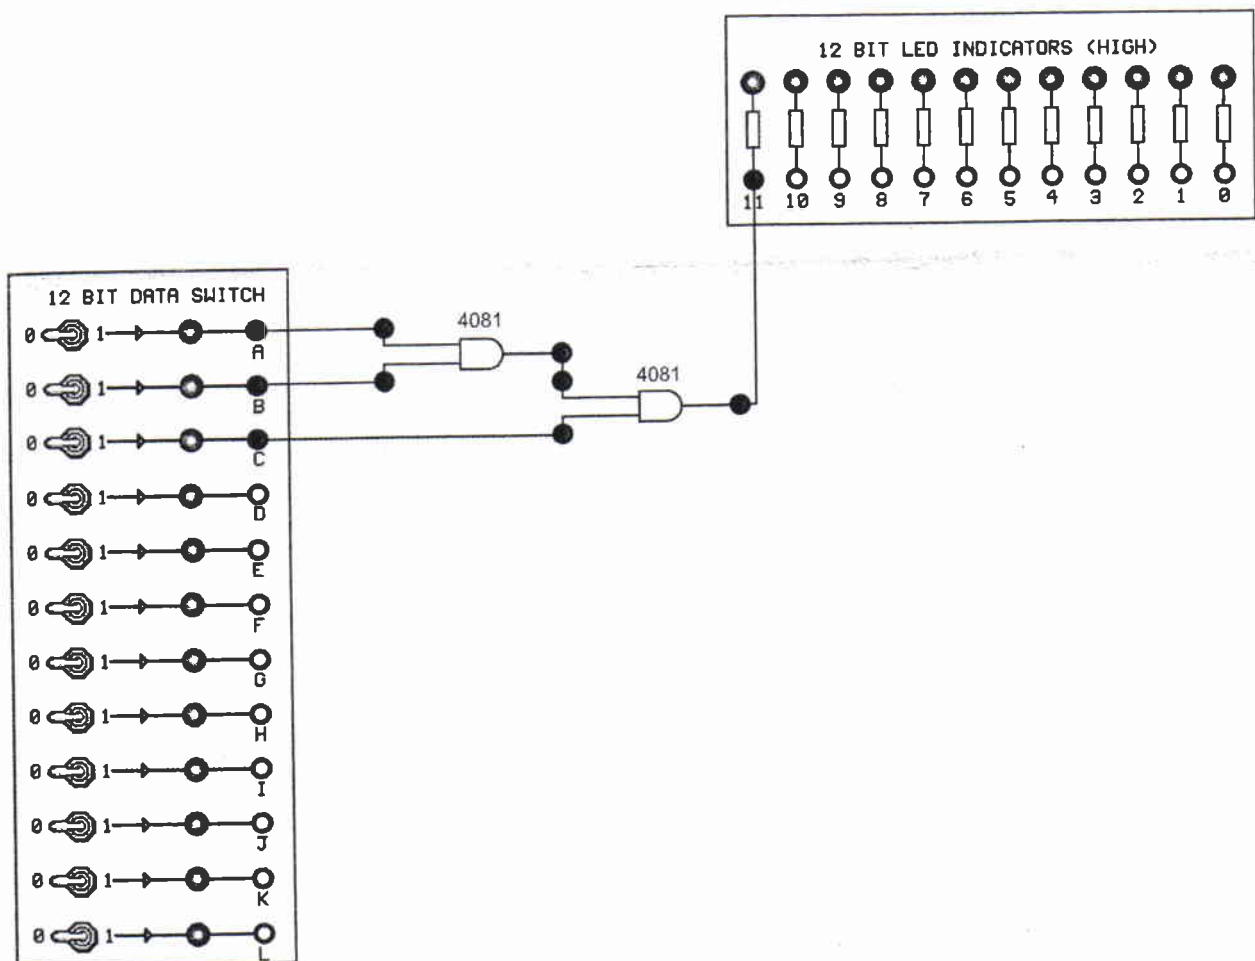 12 BIT LED INDICATORS (HIGH)
11 10 9 8 7 6 5 4 3 2 1 0
12 BIT DATA SWITCH
0 1 A
4081
0 1 B
4081
0 1 C
0 1 D
0 1 E
0 1 F
0 1 G
0 1 H
0 1 I
0 1 J
0 1 K
0 1 L